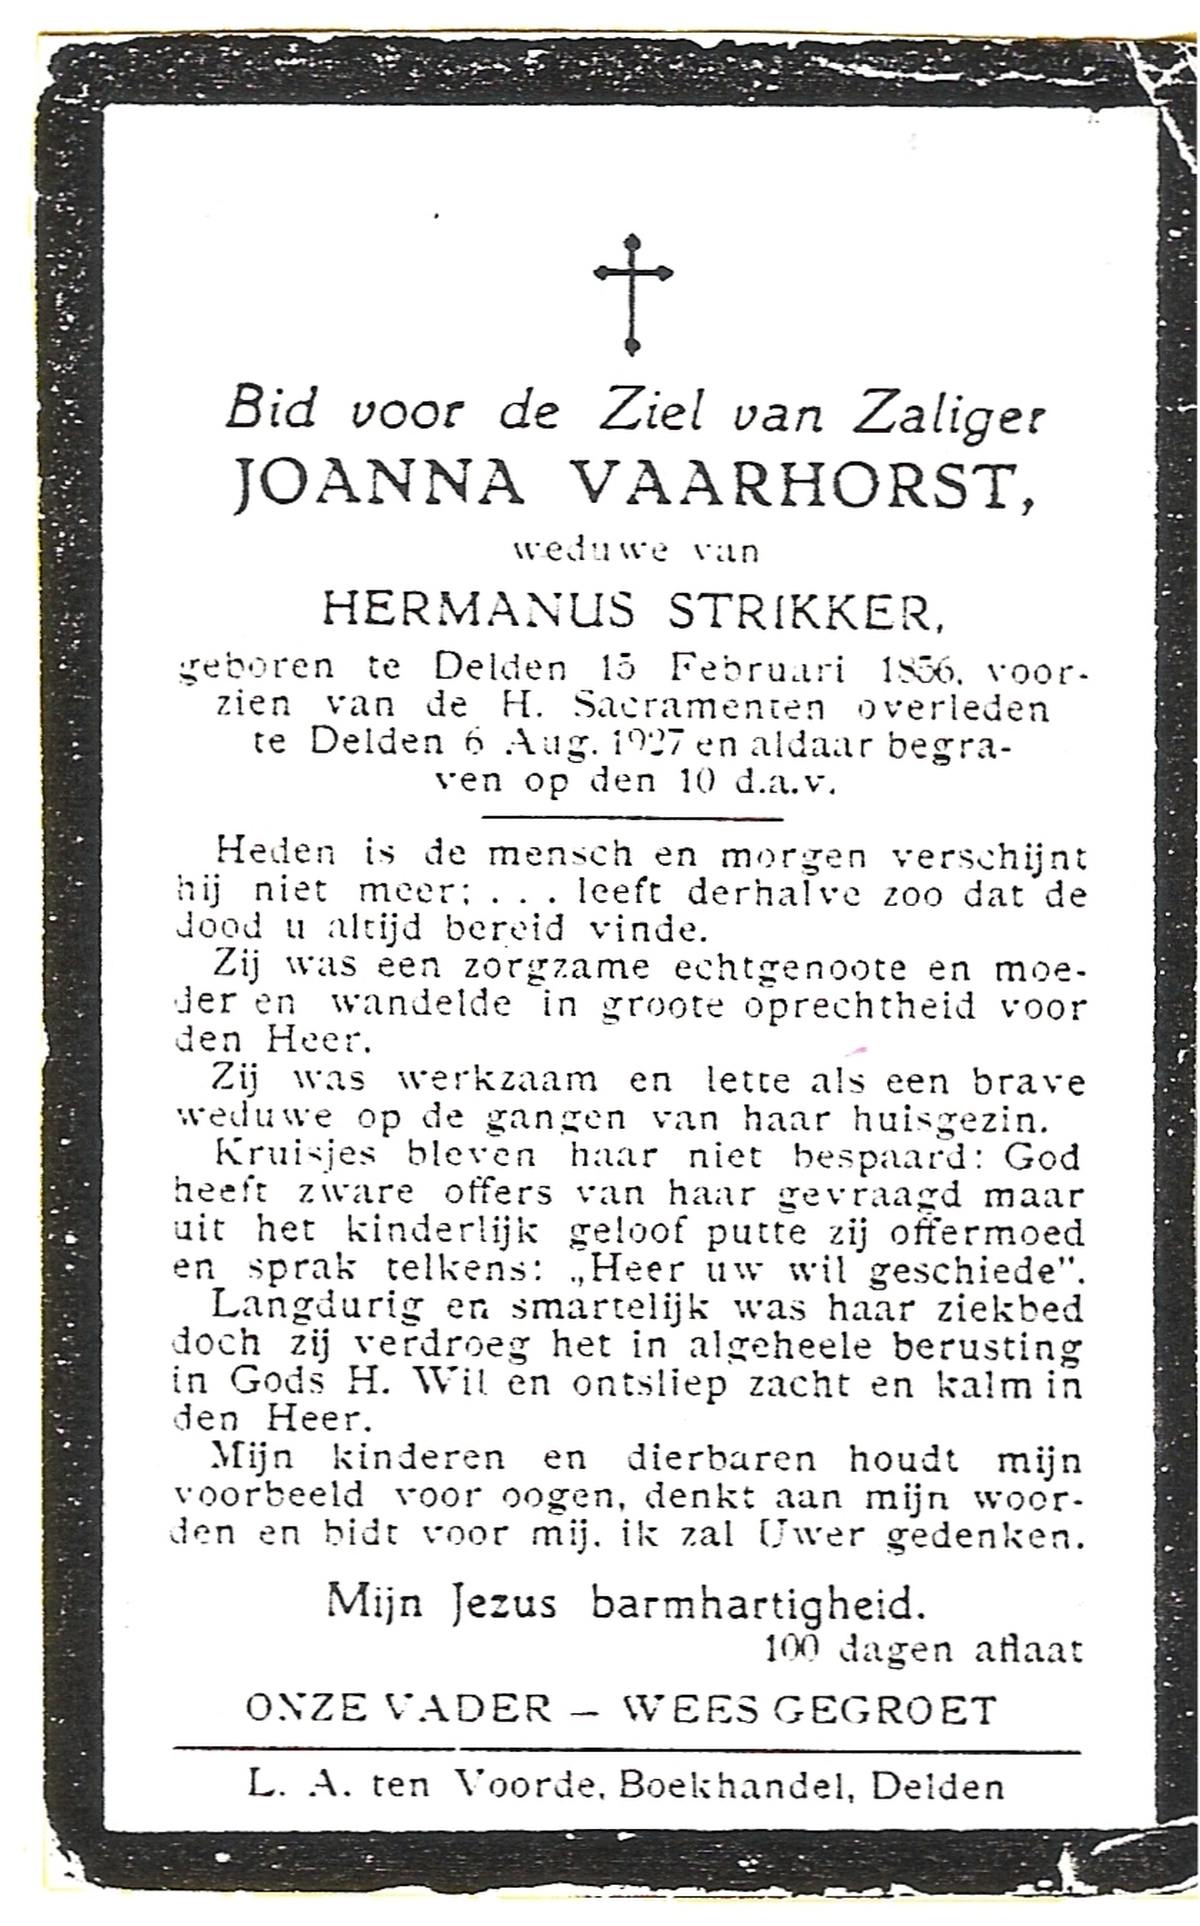 Bid voor de Ziel van Zaliger
JOANNA VAARHORST,
weduwe van
HERMANUS STRIKKER,
geboren te Delden 15 Februari 1856, voor-
zien van de H. Sacramenten overleden
te Delden 6 Aug. 1927 en aldaar begra-
ven op den 10 d.a.v.
Heden is de mensch en morgen verschijnt
hij niet meer; . . . leeft derhalve zoo dat de
dood u altijd bereid vinde.
Zij was een zorgzame echtgenoote en moe-
der en wandelde in groote oprechtheid voor
den Heer.
Zij was werkzaam en lette als een brave
weduwe op de gangen van haar huisgezin.
Kruisjes bleven haar niet bespaard: God
heeft zware offers van haar gevraagd maar
uit het kinderlijk geloof putte zij offermoed
en sprak telkens: „Heer uw wil geschiede".
Langdurig en smartelijk was haar ziekbed
doch zij verdroeg het in algeheele berusting
in Gods H. Wil en ontsliep zacht en kalm in
den Heer.
Mijn kinderen en dierbaren houdt mijn
voorbeeld voor oogen, denkt aan mijn woor-
den en bidt voor mij, ik zal Uwer gedenken.
Mijn Jezus barmhartigheid.
100 dagen aflaat
ONZE VADER – WEES GEGROET
L. A. ten Voorde, Boekhandel, Delden